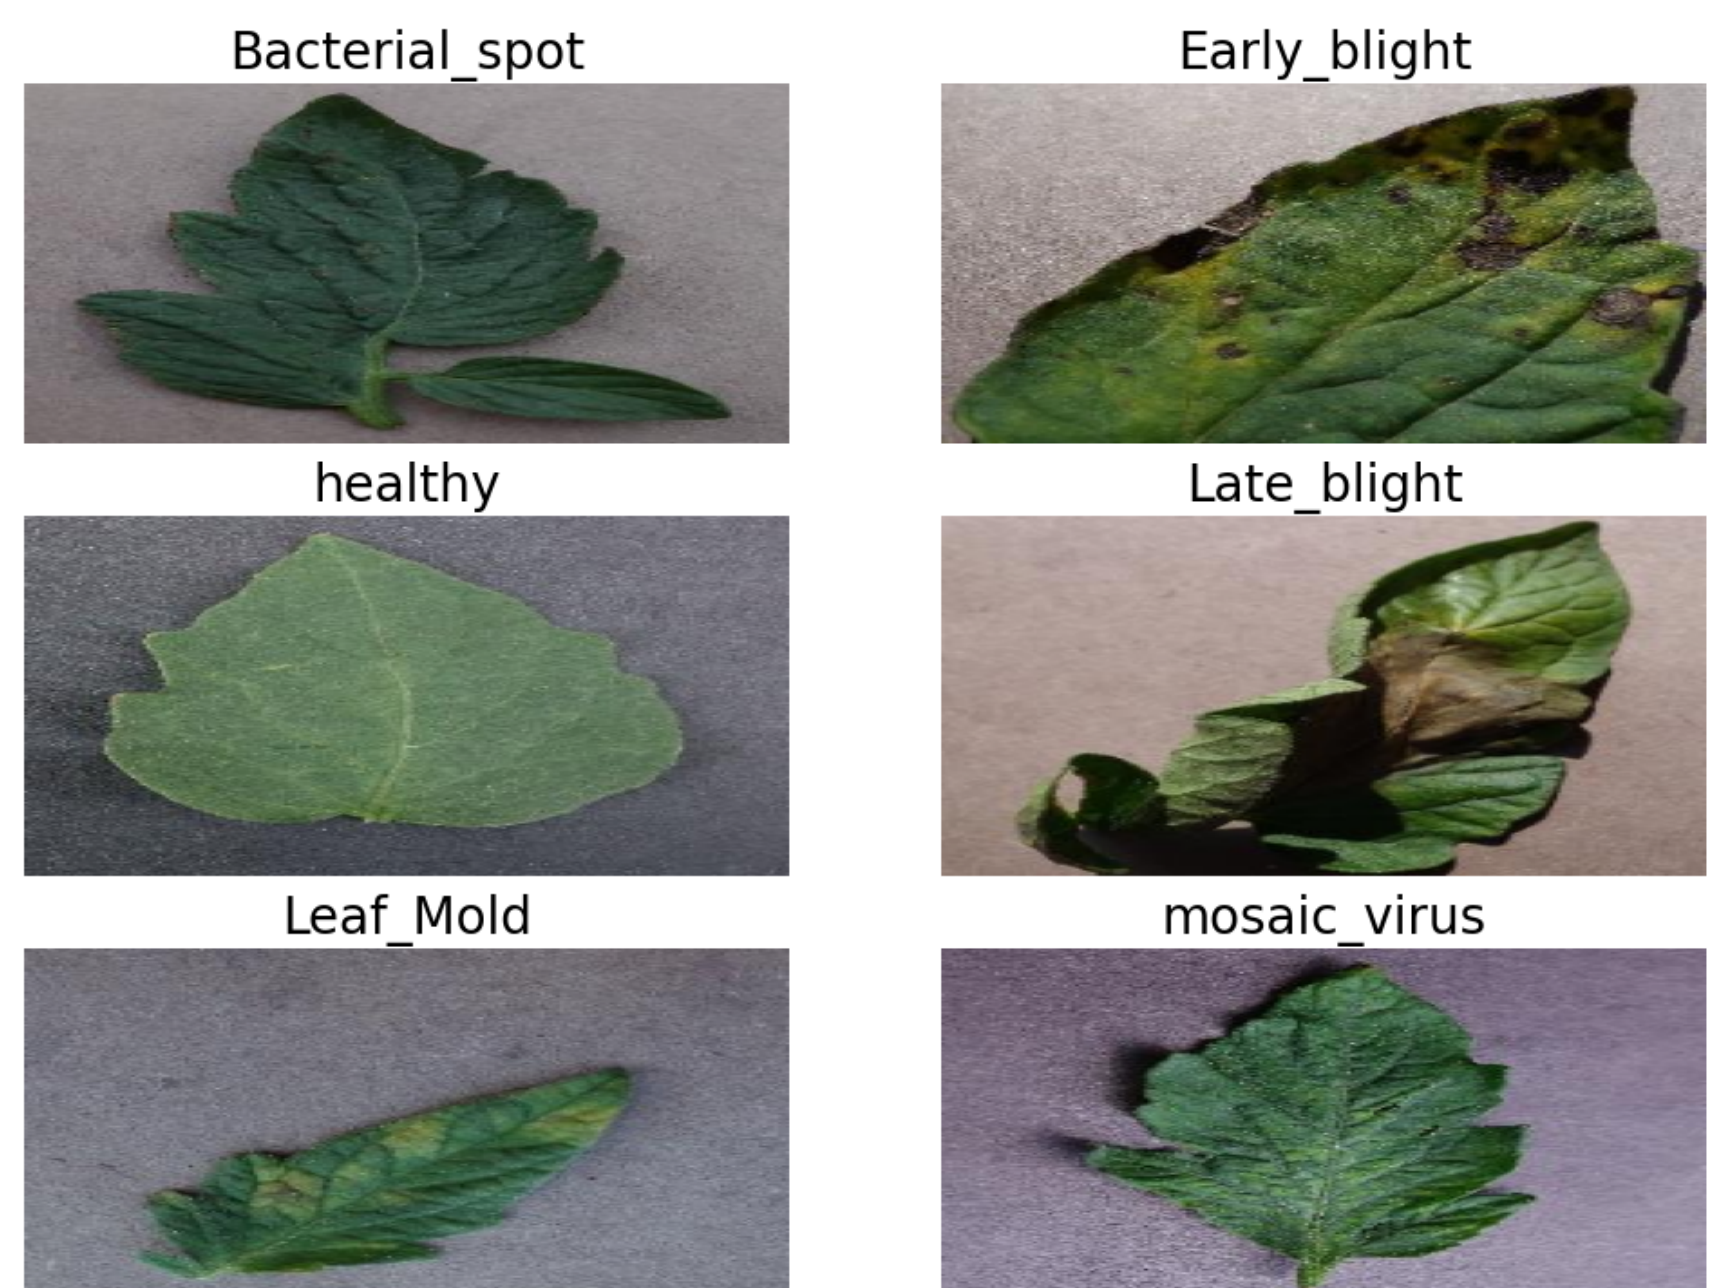 Bacterial_spot
Early_blight
healthy
Late_blight
Leaf_Mold
mosaic_virus